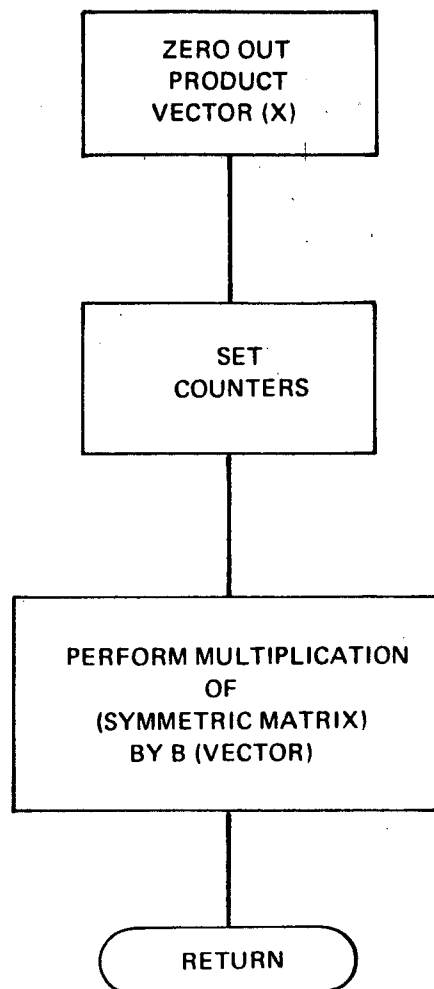 ZERO OUT
PRODUCT
VECTOR (X)
SET
COUNTERS
PERFORM MULTIPLICATION
OF
(SYMMETRIC MATRIX)
BY B (VECTOR)
RETURN